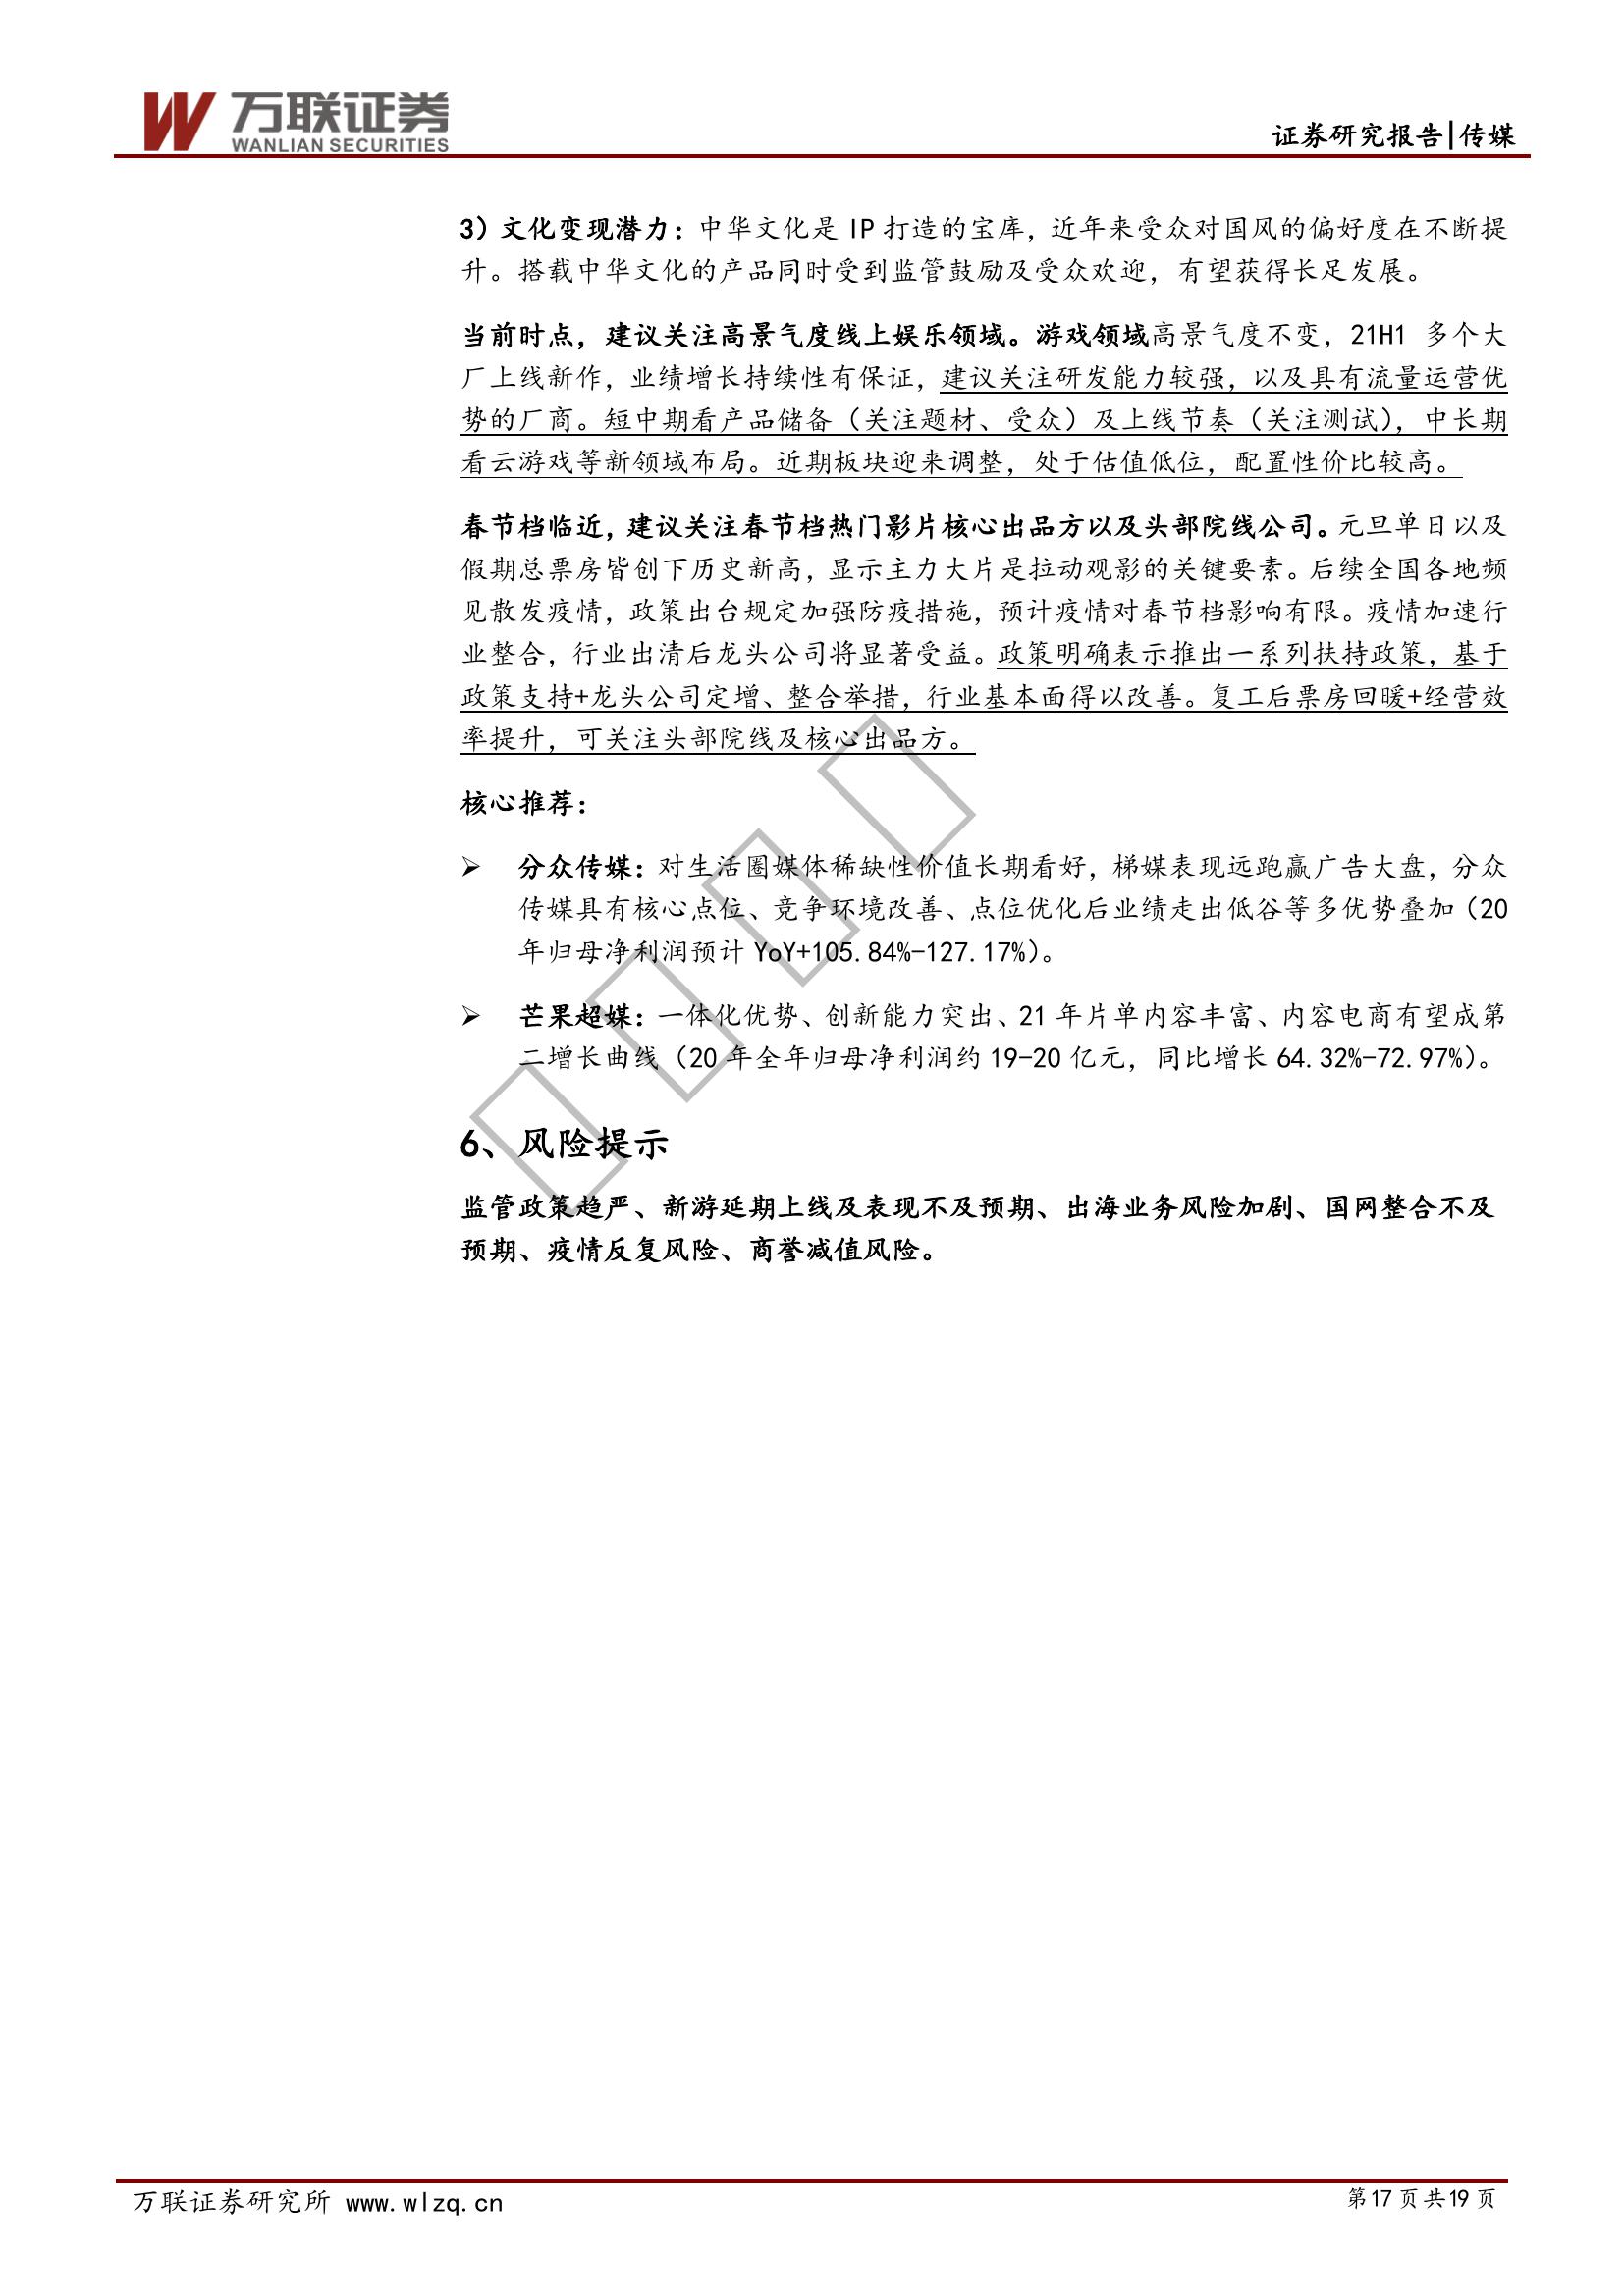 万联证券
WANLIAN SECURITIES
证券研究报告|传媒
3）文化变现潜力：中华文化是 IP 打造的宝库，近年来受众对国风的偏好度在不断提
升。搭载中华文化的产品同时受到监管鼓励及受众欢迎，有望获得长足发展。
当前时点，建议关注高景气度线上娱乐领域。游戏领域高景气度不变，21H1 多个大
厂上线新作，业绩增长持续性有保证，建议关注研发能力较强，以及具有流量运营优
势的厂商。短中期看产品储备（关注题材、受众）及上线节奏（关注测试），中长期
看云游戏等新领域布局。近期板块迎来调整，处于估值低位，配置性价比较高。
春节档临近，建议关注春节档热门影片核心出品方以及头部院线公司。元旦单日以及
假期总票房皆创下历史新高，显示主力大片是拉动观影的关键要素。后续全国各地频
见散发疫情，政策出台规定加强防疫措施，预计疫情对春节档影响有限。疫情加速行
业整合，行业出清后龙头公司将显著受益。政策明确表示推出一系列扶持政策，基于
政策支持+龙头公司定增、整合举措，行业基本面得以改善。复工后票房回暖+经营效
率提升，可关注头部院线及核心出品方。
核心推荐：
➢ 分众传媒：对生活圈媒体稀缺性价值长期看好，梯媒表现远跑赢广告大盘，分众
传媒具有核心点位、竞争环境改善、点位优化后业绩走出低谷等多优势叠加（20
年归母净利润预计 YoY+105.84%-127.17%）。
➢ 芒果超媒：一体化优势、创新能力突出、21 年片单内容丰富、内容电商有望成第
二增长曲线（20 年全年归母净利润约 19-20 亿元，同比增长 64.32%-72.97%）。
6、风险提示
监管政策趋严、新游延期上线及表现不及预期、出海业务风险加剧、国网整合不及
预期、疫情反复风险、商誉减值风险。
万联证券研究所 www.wlzq.cn
第17 页 共19 页